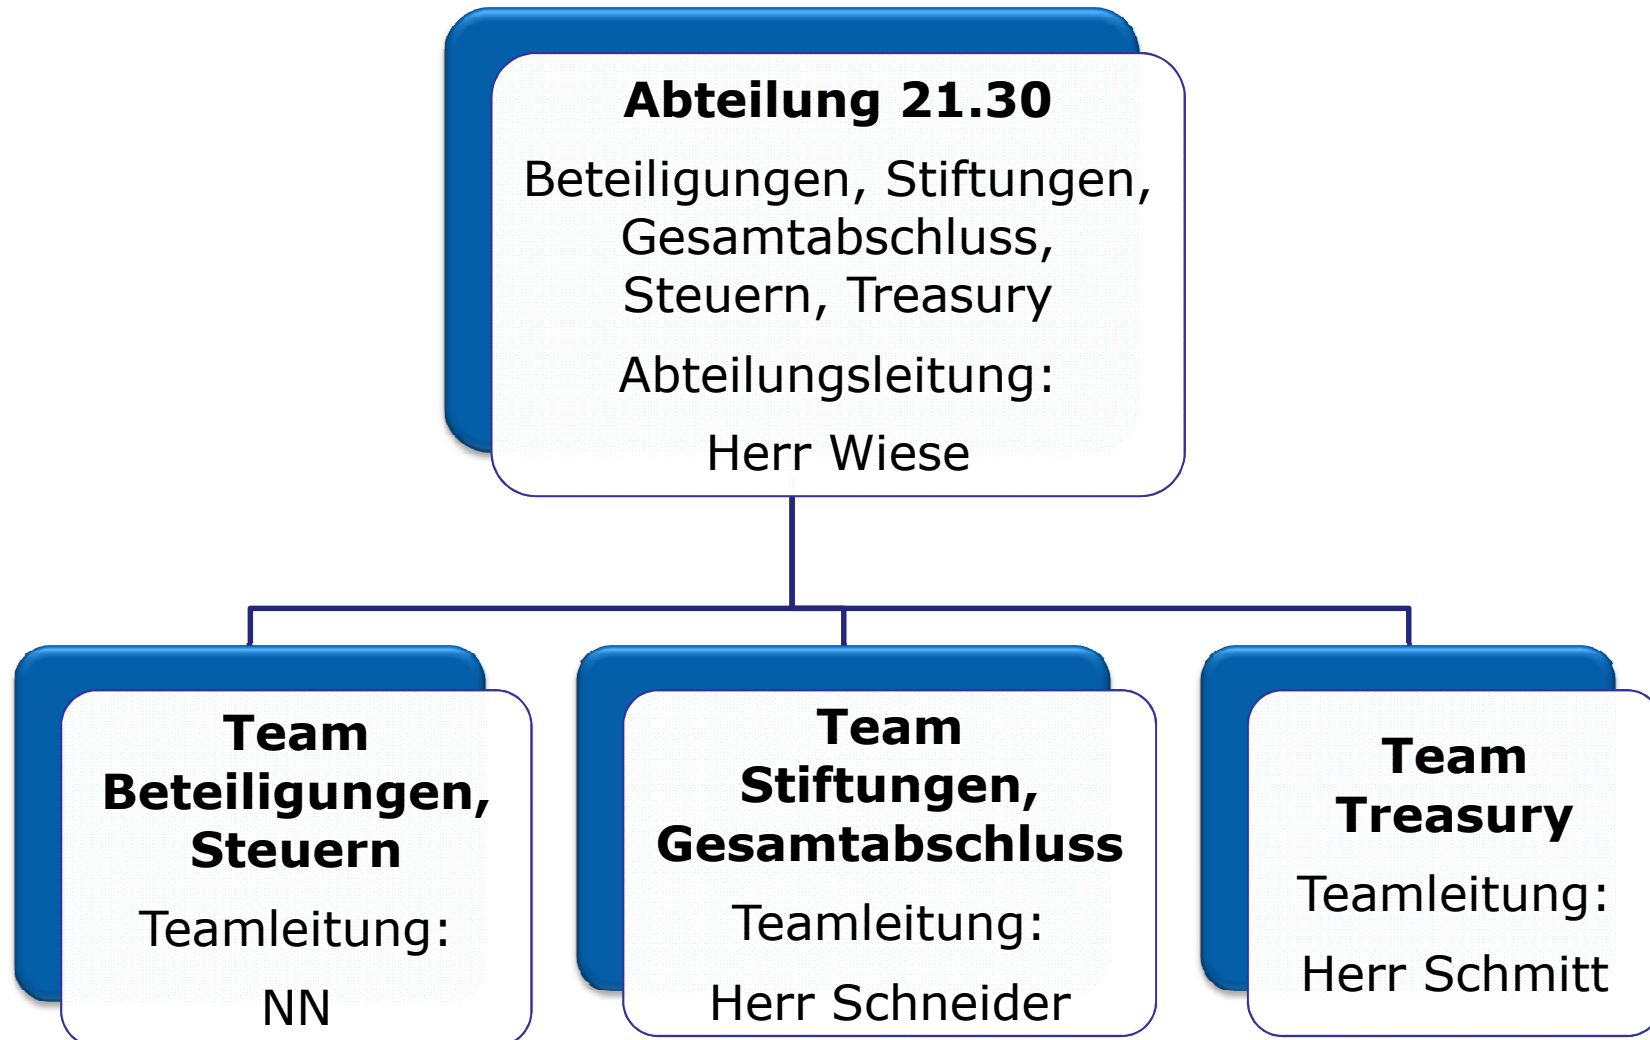 Abteilung 21.30
Beteiligungen, Stiftungen,
Gesamtabschluss,
Steuern, Treasury
Abteilungsleitung:
Herr Wiese
Team
Beteiligungen,
Steuern
Teamleitung:
NN
Team
Stiftungen,
Gesamtabschluss
Teamleitung:
Herr Schneider
Team
Treasury
Teamleitung:
Herr Schmitt